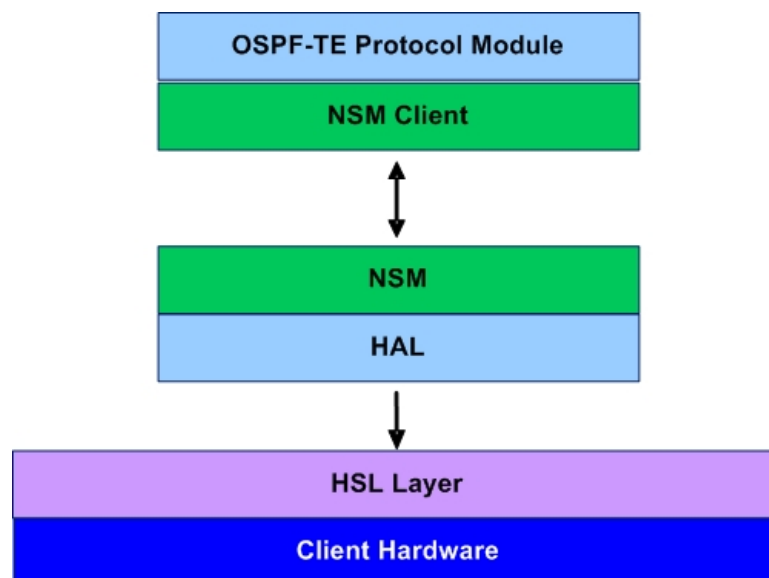 OSPF-TE Protocol Module
NSM Client
NSM
HAL
HSL Layer
Client Hardware